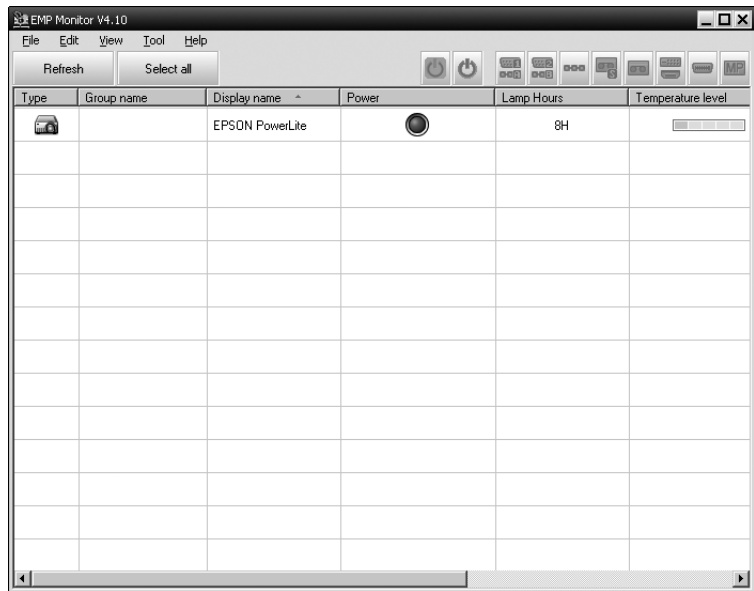 EMP Monitor V4.10
File Edit View Tool Help
Refresh Select all
MP
Type Group name Display name Power Lamp Hours Temperature level
EPSON PowerLite 8H